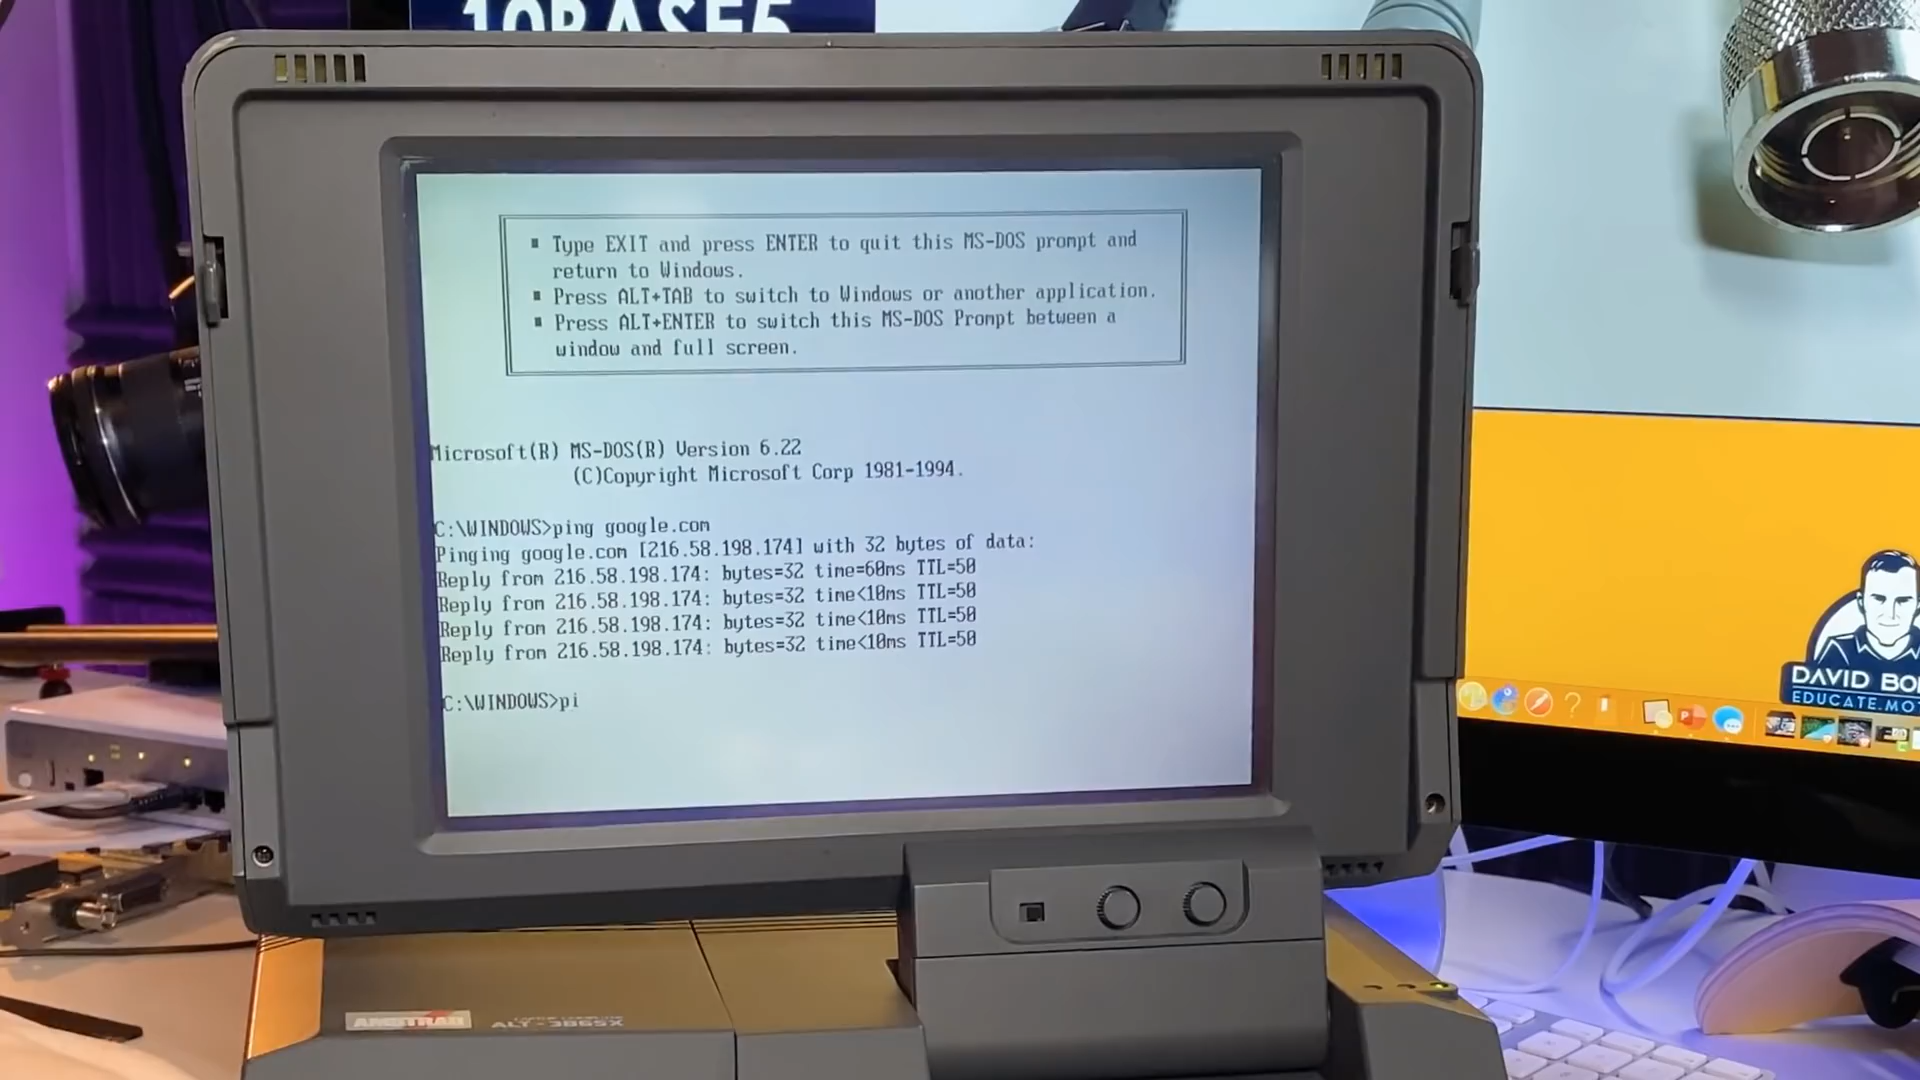 10BASE5
▪ Type EXIT and press ENTER to quit this MS-DOS prompt and
return to Windows.
▪ Press ALT+TAB to switch to Windows or another application.
▪ Press ALT+ENTER to switch this MS-DOS Prompt between a
window and full screen.
Microsoft(R) MS-DOS(R) Version 6.22
(C)Copyright Microsoft Corp 1981-1994.
C:\WINDOWS>ping google.com
Pinging google.com [216.58.198.174] with 32 bytes of data:
Reply from 216.58.198.174: bytes=32 time=60ms TTL=50
Reply from 216.58.198.174: bytes=32 time<10ms TTL=50
Reply from 216.58.198.174: bytes=32 time<10ms TTL=50
Reply from 216.58.198.174: bytes=32 time<10ms TTL=50
C:\WINDOWS>pi
DAVID BO
EDUCATE.MO
AMSTRAD
ALT-386SX